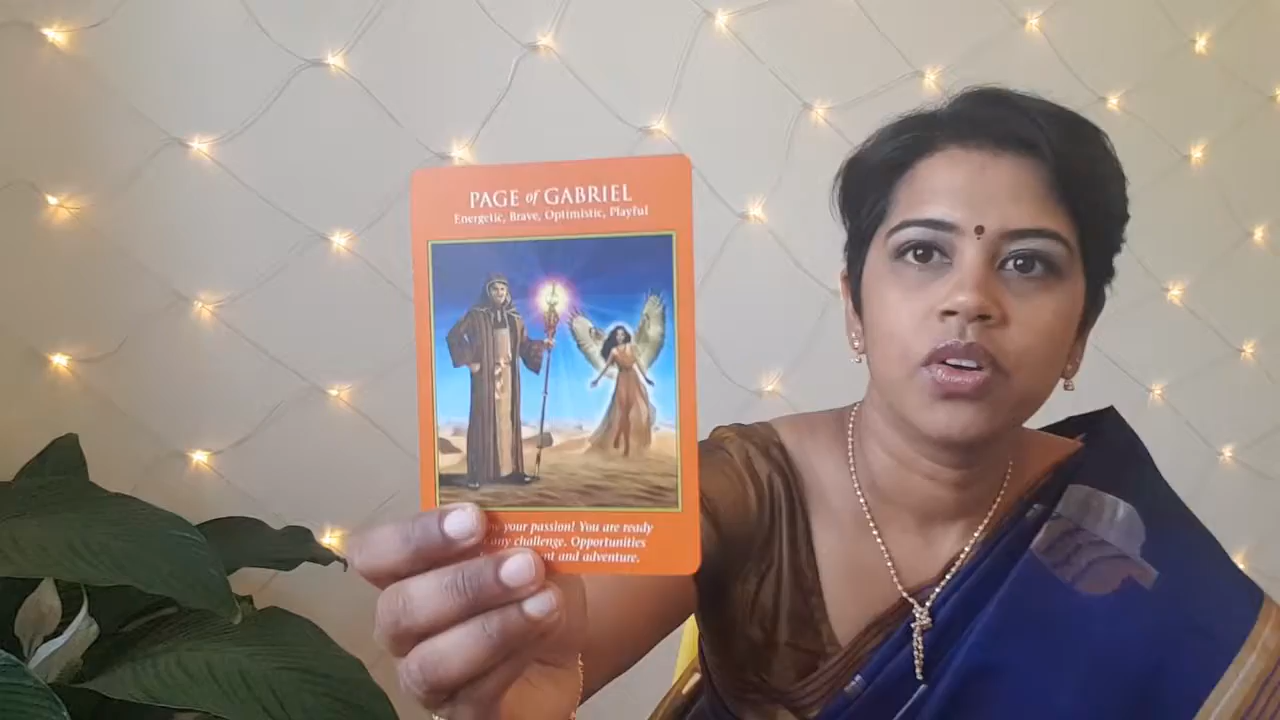 PAGE of GABRIEL
Energetic, Brave, Optimistic, Playful
your passion! You are ready
any challenge. Opportunities
and adventure.